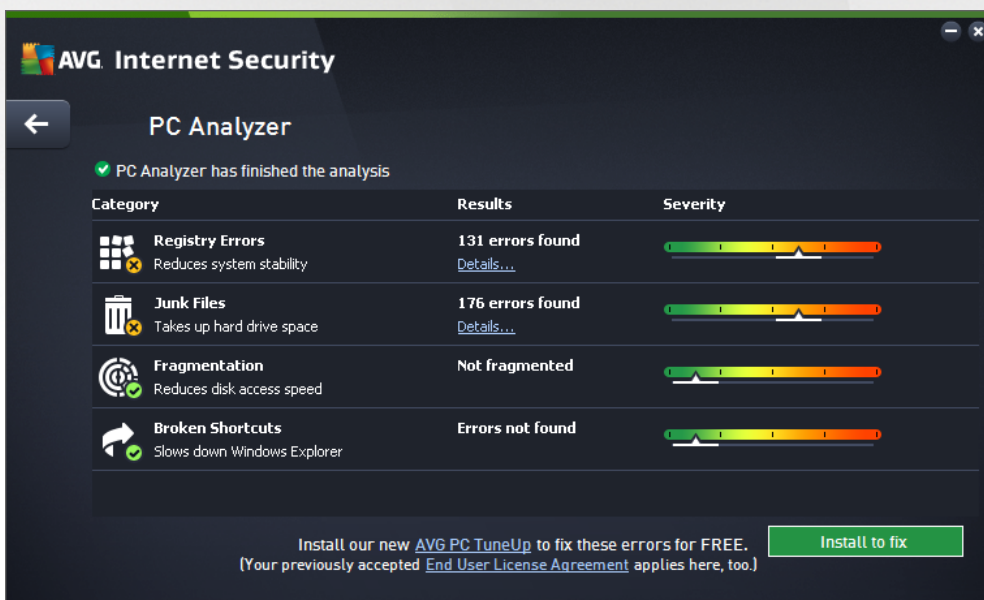 AVG Internet Security
PC Analyzer
PC Analyzer has finished the analysis
Category Results Severity
Registry Errors 131 errors found
Reduces system stability Details...
Junk Files 176 errors found
Takes up hard drive space Details...
Fragmentation Not fragmented
Reduces disk access speed
Broken Shortcuts Errors not found
Slows down Windows Explorer
Install our new AVG PC TuneUp to fix these errors for FREE. Install to fix
(Your previously accepted End User License Agreement applies here, too.)